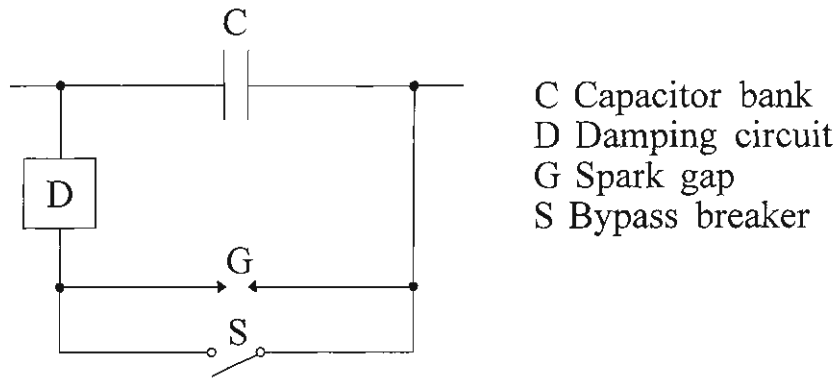 C
C Capacitor bank
D Damping circuit
G Spark gap
S Bypass breaker
D
G
S